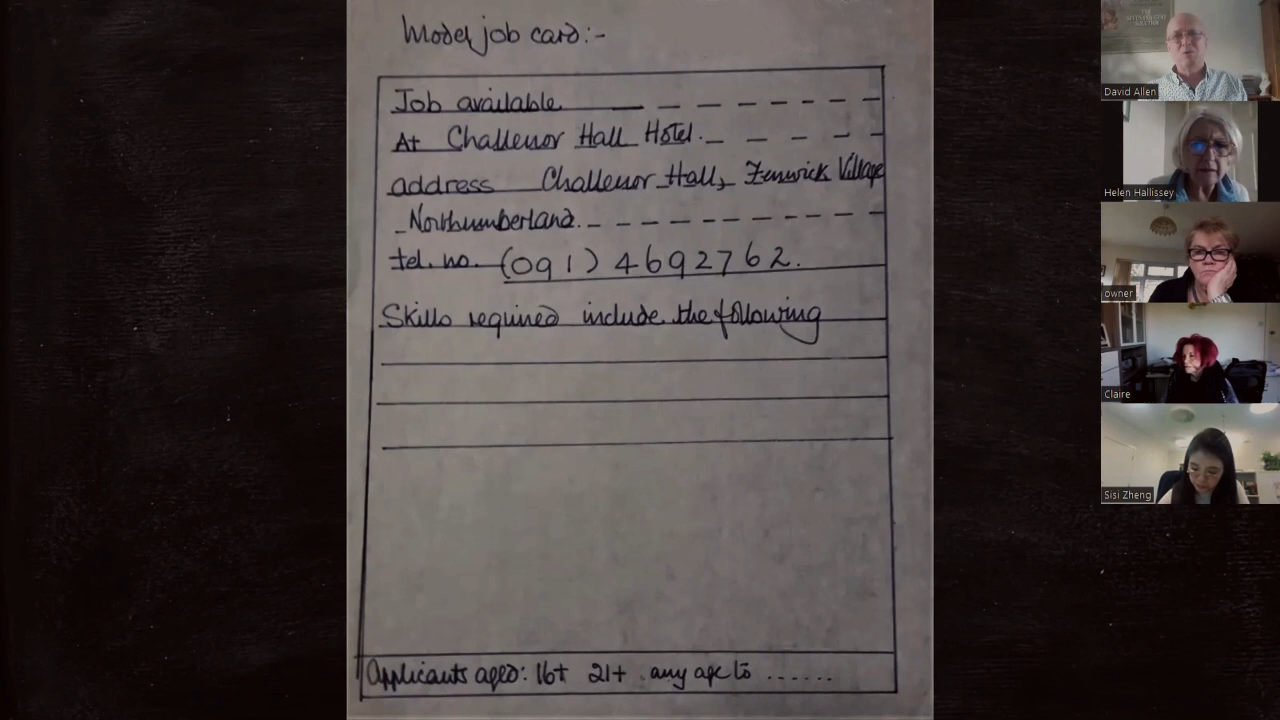 Model job card:-
Job available
At Challenor Hall Hotel.
address Challenor Hall, Fenwick Village
Northumberland.
tel. no. (091) 4692762.
Skills required include the following
Applicants aged: 16+ 21+ any age to ......
THE
SOLUTION
David Allen
Helen Hallissey
owner
Claire
Sisi Zheng